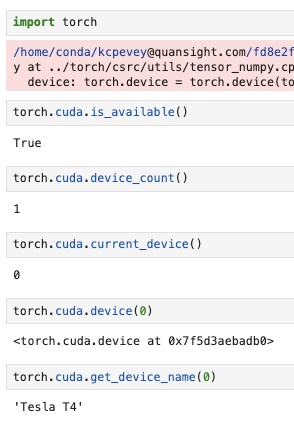 import torch
/home/conda/kcpevey@quansight.com/fd8e2f
y at ../torch/csrc/utils/tensor_numpy.cp
device: torch.device = torch.device(to
torch.cuda.is_available()
True
torch.cuda.device_count()
1
torch.cuda.current_device()
0
torch.cuda.device(0)
<torch.cuda.device at 0x7f5d3aebadb0>
torch.cuda.get_device_name(0)
'Tesla T4'